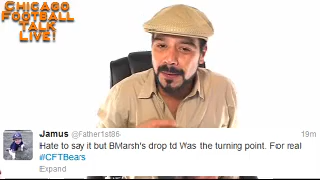 CHICAGO
FOOTBALL
TALK
LIVE!
Jamus @Father1st86
19m
Hate to say it but BMarsh's drop td Was the turning point. For real
#CFTBears
Expand